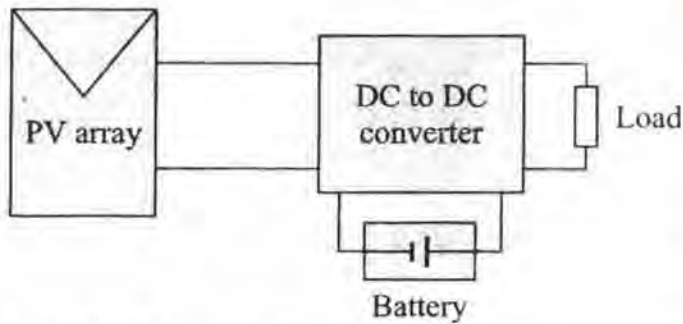 PV array
DC to DC
converter
Load
Battery